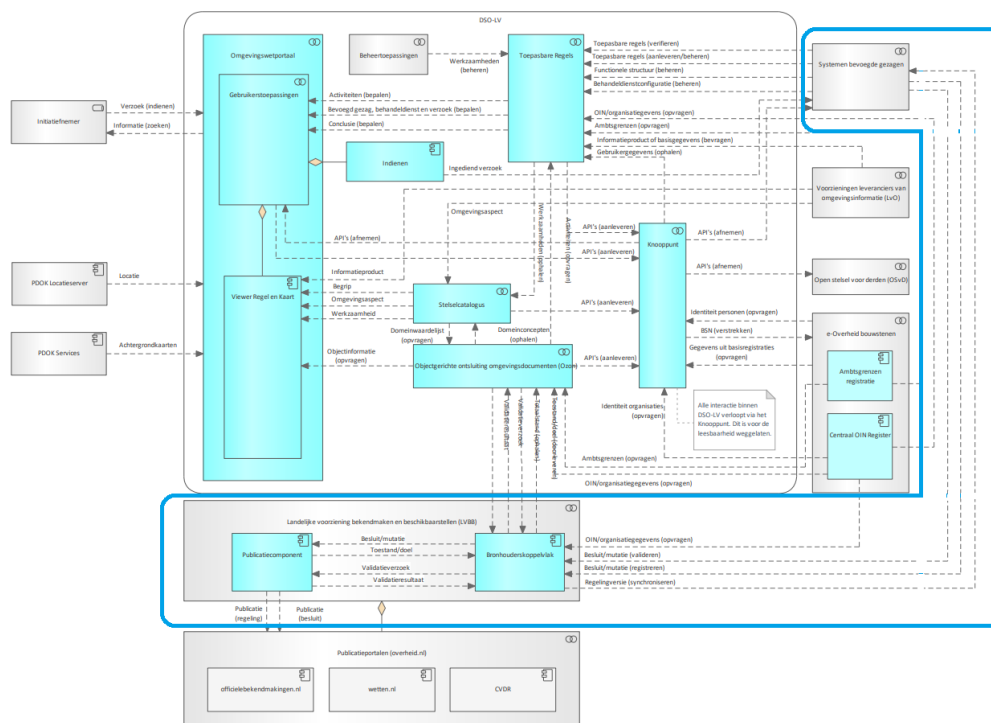 DSO-LV
Omgevingswetportaal
Gebruikerstoepassingen
Beheertoepassingen
Werkzaamheden
(beheren)
Toepasbare Regels
Toepasbare regels (verifieren)
Toepasbare regels (aanleveren/beheren)
Functionele structuur (beheren)
Behandeldienstconfiguratie (beheren)
Systemen bevoegde gezagen
Initiatiefnemer
Verzoek (indienen)
Informatie (zoeken)
Activiteiten (bepalen)
Bevoegd gezag, behandeldienst en verzoek (bepalen)
Conclusie (bepalen)
OIN/organisatiegevens (opvragen)
Ambtsgrenzen (opvragen)
Informatieproduct of basisgegevens (bevragen)
Gebruikergegevens (ophalen)
Indienen
Ingediend verzoek
Voorzieningen leveranciers van
omgevingsinformatie (LvO)
Omgevingsaspect
Werkzaamheden (ophalen)
API's (aanleveren)
API's (afnemen)
Knooppunt
API's (afnemen)
API's (aanleveren)
API's (afnemen)
Open stelsel voor derden (OSvD)
PDOK Locatieserver
Locatie
Viewer Regel en Kaart
Informatieproduct
Begrip
Omgevingsaspect
Werkzaamheid
Stelselcatalogus
API's (aanleveren)
Domeinwaardelijst
(opvragen)
Domeinconcepten
(ophalen)
Identiteit personen (opvragen)
BSN (verstrekken)
Gegevens uit basisregistraties
(opvragen)
e-Overheid bouwstenen
Ambtsgrenzen
registratie
PDOK Services
Achtergrondkaarten
Objectinformatie
(opvragen)
Objectgerichte ontsluiting omgevingsdocumenten (Ozon)
API's (aanleveren)
Identiteit organisaties
(opvragen)
Alle interactie binnen
DSO-LV verloopt via het
Knooppunt. Dit is voor de
leesbaarheid weggelaten.
Centraal OIN Register
Ambtsgrenzen (opvragen)
OIN/organisatiegevens (opvragen)
Landelijke voorziening bekendmaken en beschikbaarstellen (LVBB)
Publicatiecomponent
Besluit/mutatie
Toestand/doel
Validatieverzoek
Validatieresultaat
Bronhouderskoppelvlak
OIN/organisatiegevens (opvragen)
Besluit/mutatie (valideren)
Besluit/mutatie (registreren)
Regelingversie (synchroniseren)
Publicatie
(regeling)
Publicatie
(besluit)
Publicatieportalen (overheid.nl)
officielebekendmakingen.nl
wetten.nl
CVDR